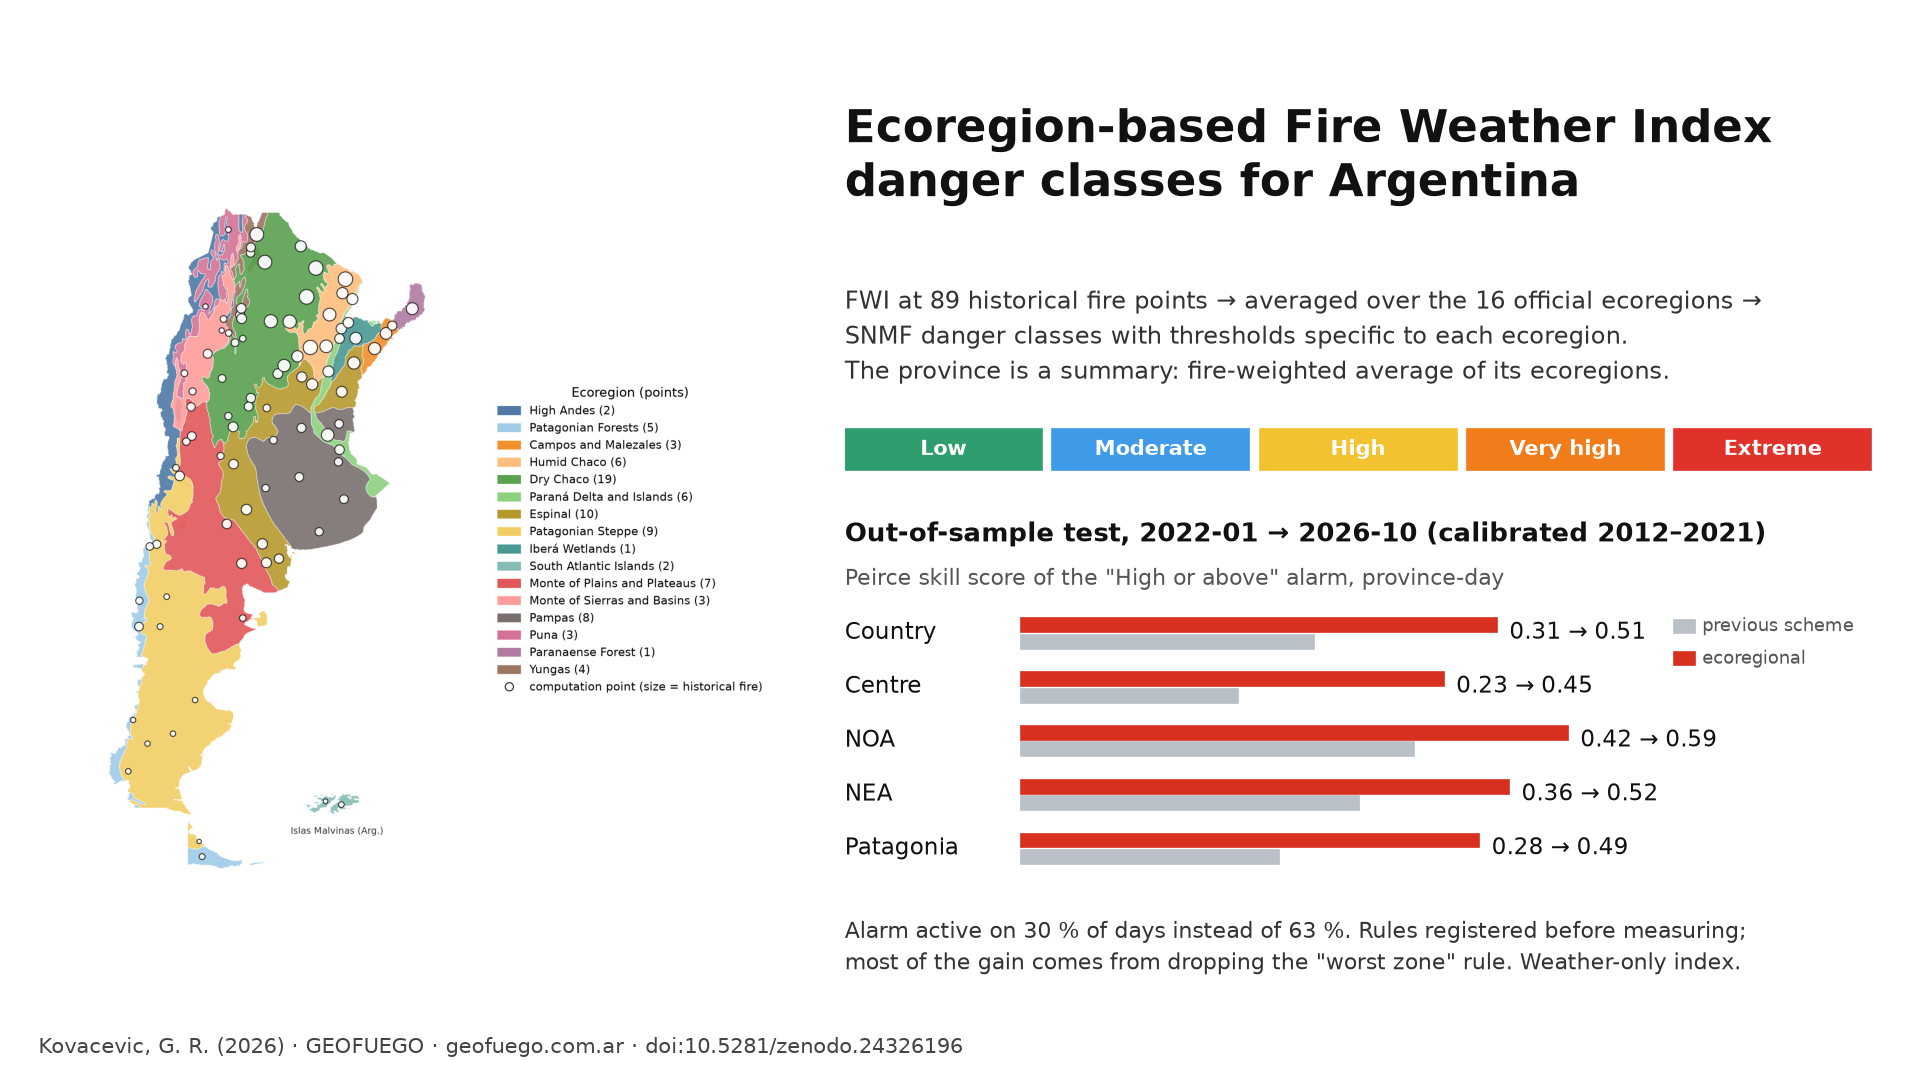 Ecoregion-based Fire Weather Index
danger classes for Argentina
FWI at 89 historical fire points → averaged over the 16 official ecoregions →
SNMF danger classes with thresholds specific to each ecoregion.
The province is a summary: fire-weighted average of its ecoregions.
Low
Moderate
High
Very high
Extreme
Ecoregion (points)
High Andes (2)
Patagonian Forests (5)
Campos and Malezales (3)
Humid Chaco (6)
Dry Chaco (19)
Paraná Delta and Islands (6)
Espinal (10)
Patagonian Steppe (9)
Iberá Wetlands (1)
South Atlantic Islands (2)
Monte of Plains and Plateaus (7)
Monte of Sierras and Basins (3)
Pampas (8)
Puna (3)
Paranaense Forest (1)
Yungas (4)
computation point (size = historical fire)
Islas Malvinas (Arg.)
Out-of-sample test, 2022-01 → 2026-10 (calibrated 2012–2021)
Peirce skill score of the "High or above" alarm, province-day
Country
0.31 → 0.51
previous scheme
ecoregional
Centre
0.23 → 0.45
NOA
0.42 → 0.59
NEA
0.36 → 0.52
Patagonia
0.28 → 0.49
Alarm active on 30 % of days instead of 63 %. Rules registered before measuring;
most of the gain comes from dropping the "worst zone" rule. Weather-only index.
Kovacevic, G. R. (2026) · GEOFUEGO · geofuego.com.ar · doi:10.5281/zenodo.24326196